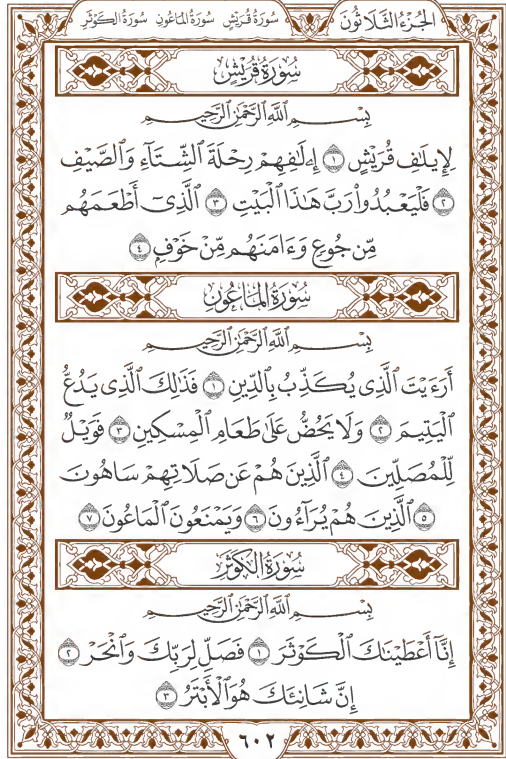 الجُزْءُ الثَّلَاثُونَ سُورَةُ قُرَيْشٍ سُورَةُ المَاعُونِ سُورَةُ الكَوْثَرِ
سُورَةُ قُرَيْشٍ
بِسْمِ ٱللَّهِ ٱلرَّحْمَٰنِ ٱلرَّحِيمِ
لِإِيلَٰفِ قُرَيْشٍ ١ إِۦلَٰفِهِمْ رِحْلَةَ ٱلشِّتَآءِ وَٱلصَّيْفِ
٢ فَلْيَعْبُدُوا۟ رَبَّ هَٰذَا ٱلْبَيْتِ ٣ ٱلَّذِىٓ أَطْعَمَهُم
مِّن جُوعٍ وَءَامَنَهُم مِّنْ خَوْفٍۭ ٤
سُورَةُ المَاعُونِ
بِسْمِ ٱللَّهِ ٱلرَّحْمَٰنِ ٱلرَّحِيمِ
أَرَءَيْتَ ٱلَّذِى يُكَذِّبُ بِٱلدِّينِ ١ فَذَٰلِكَ ٱلَّذِى يَدُعُّ
ٱلْيَتِيمَ ٢ وَلَا يَحُضُّ عَلَىٰ طَعَامِ ٱلْمِسْكِينِ ٣ فَوَيْلٌ
لِّلْمُصَلِّينَ ٤ ٱلَّذِينَ هُمْ عَن صَلَاتِهِمْ سَاهُونَ
٥ ٱلَّذِينَ هُمْ يُرَآءُونَ ٦ وَيَمْنَعُونَ ٱلْمَاعُونَ ٧
سُورَةُ الكَوْثَرِ
بِسْمِ ٱللَّهِ ٱلرَّحْمَٰنِ ٱلرَّحِيمِ
إِنَّآ أَعْطَيْنَٰكَ ٱلْكَوْثَرَ ١ فَصَلِّ لِرَبِّكَ وَٱنْحَرْ ٢
إِنَّ شَانِئَكَ هُوَ ٱلْأَبْتَرُ ٣
٦٠٢